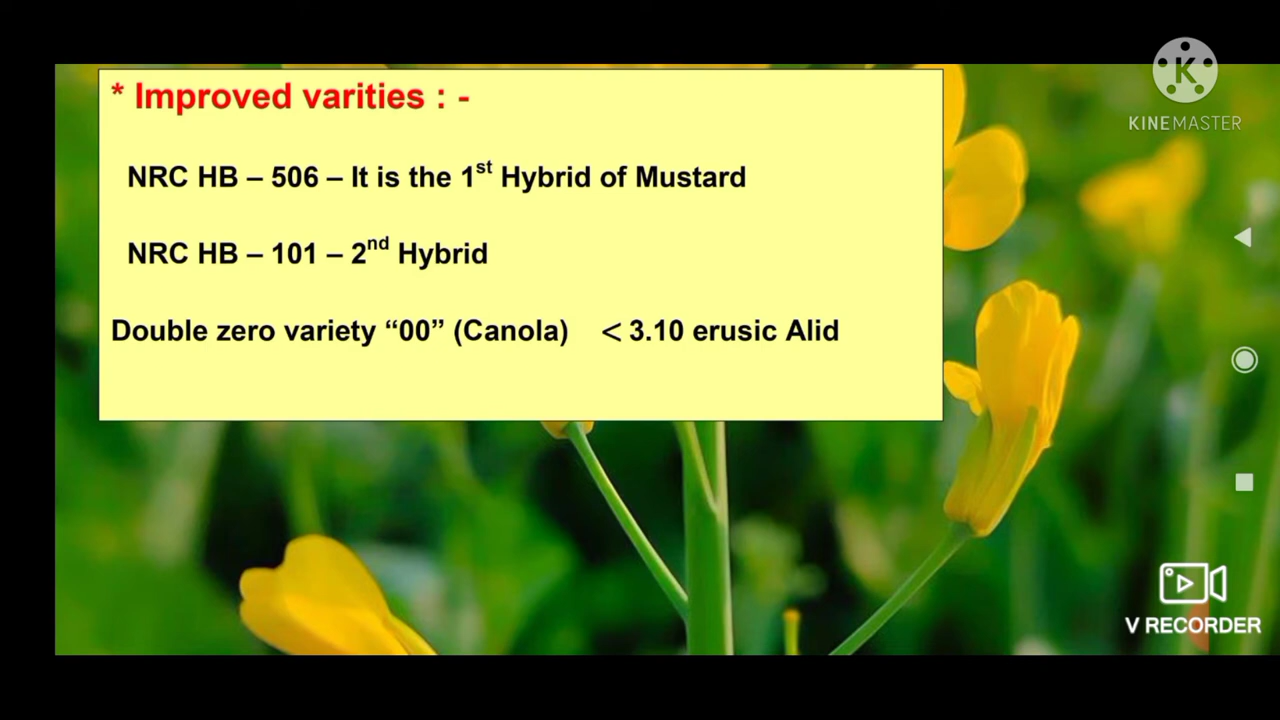 * Improved varities : -
NRC HB – 506 – It is the 1st Hybrid of Mustard
NRC HB – 101 – 2nd Hybrid
Double zero variety “00” (Canola) < 3.10 erusic Alid
K
KINEMASTER
V RECORDER